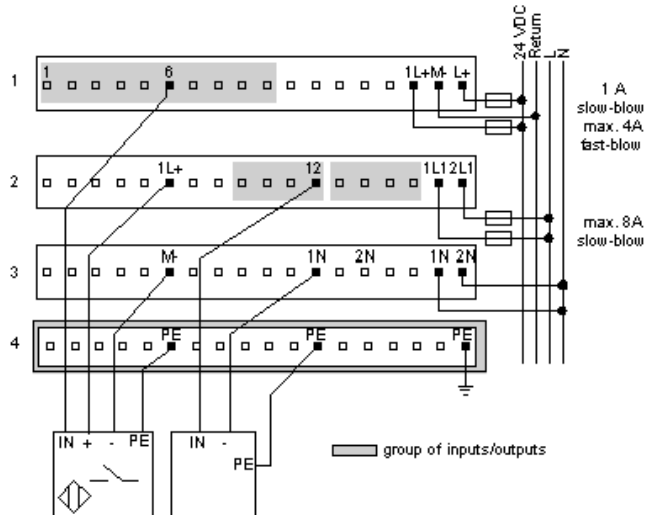 24 VDC
Return
L
N
1
1
6
1L+ M- L+
1 A
slow-blow
max. 4A
fast-blow
2
1L+
12
1L1 2L1
max. 8A
slow-blow
3
M-
1N
2N
1N
2N
4
PE
PE
PE
IN + - PE
IN -
PE
group of inputs/outputs